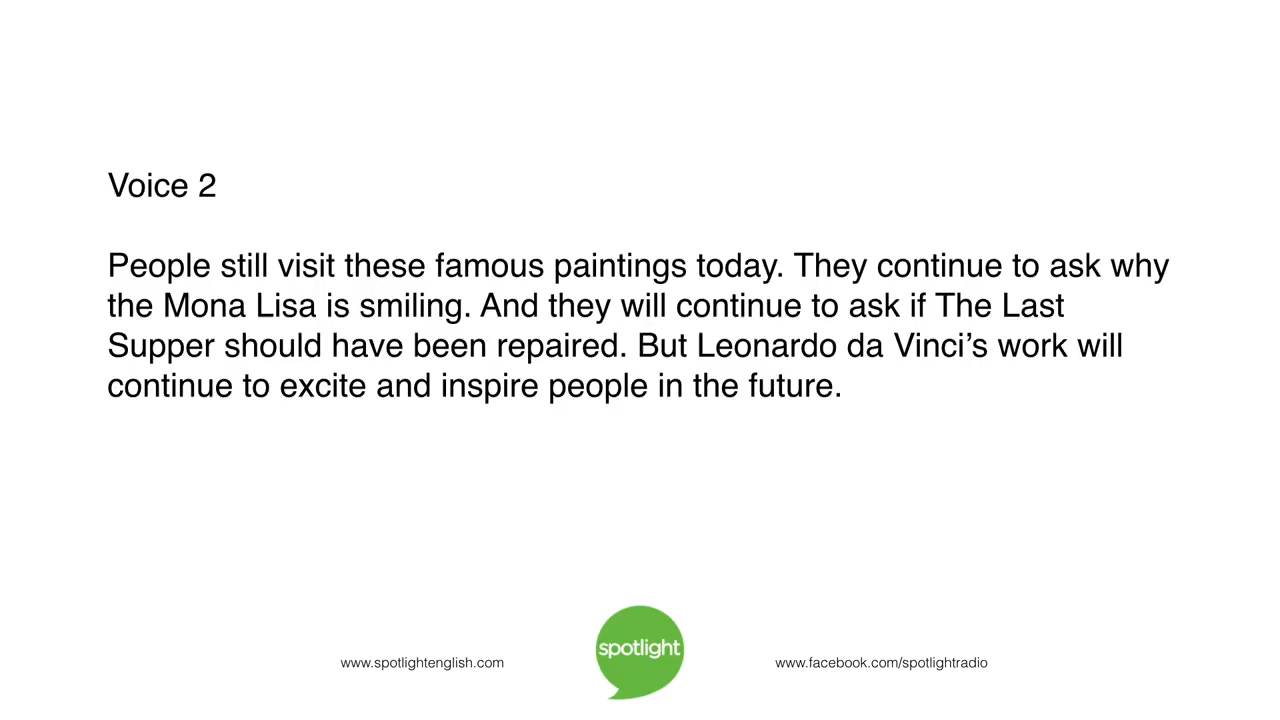 Voice 2
People still visit these famous paintings today. They continue to ask why
the Mona Lisa is smiling. And they will continue to ask if The Last
Supper should have been repaired. But Leonardo da Vinci’s work will
continue to excite and inspire people in the future.
spotlight
www.spotlightenglish.com
www.facebook.com/spotlightradio